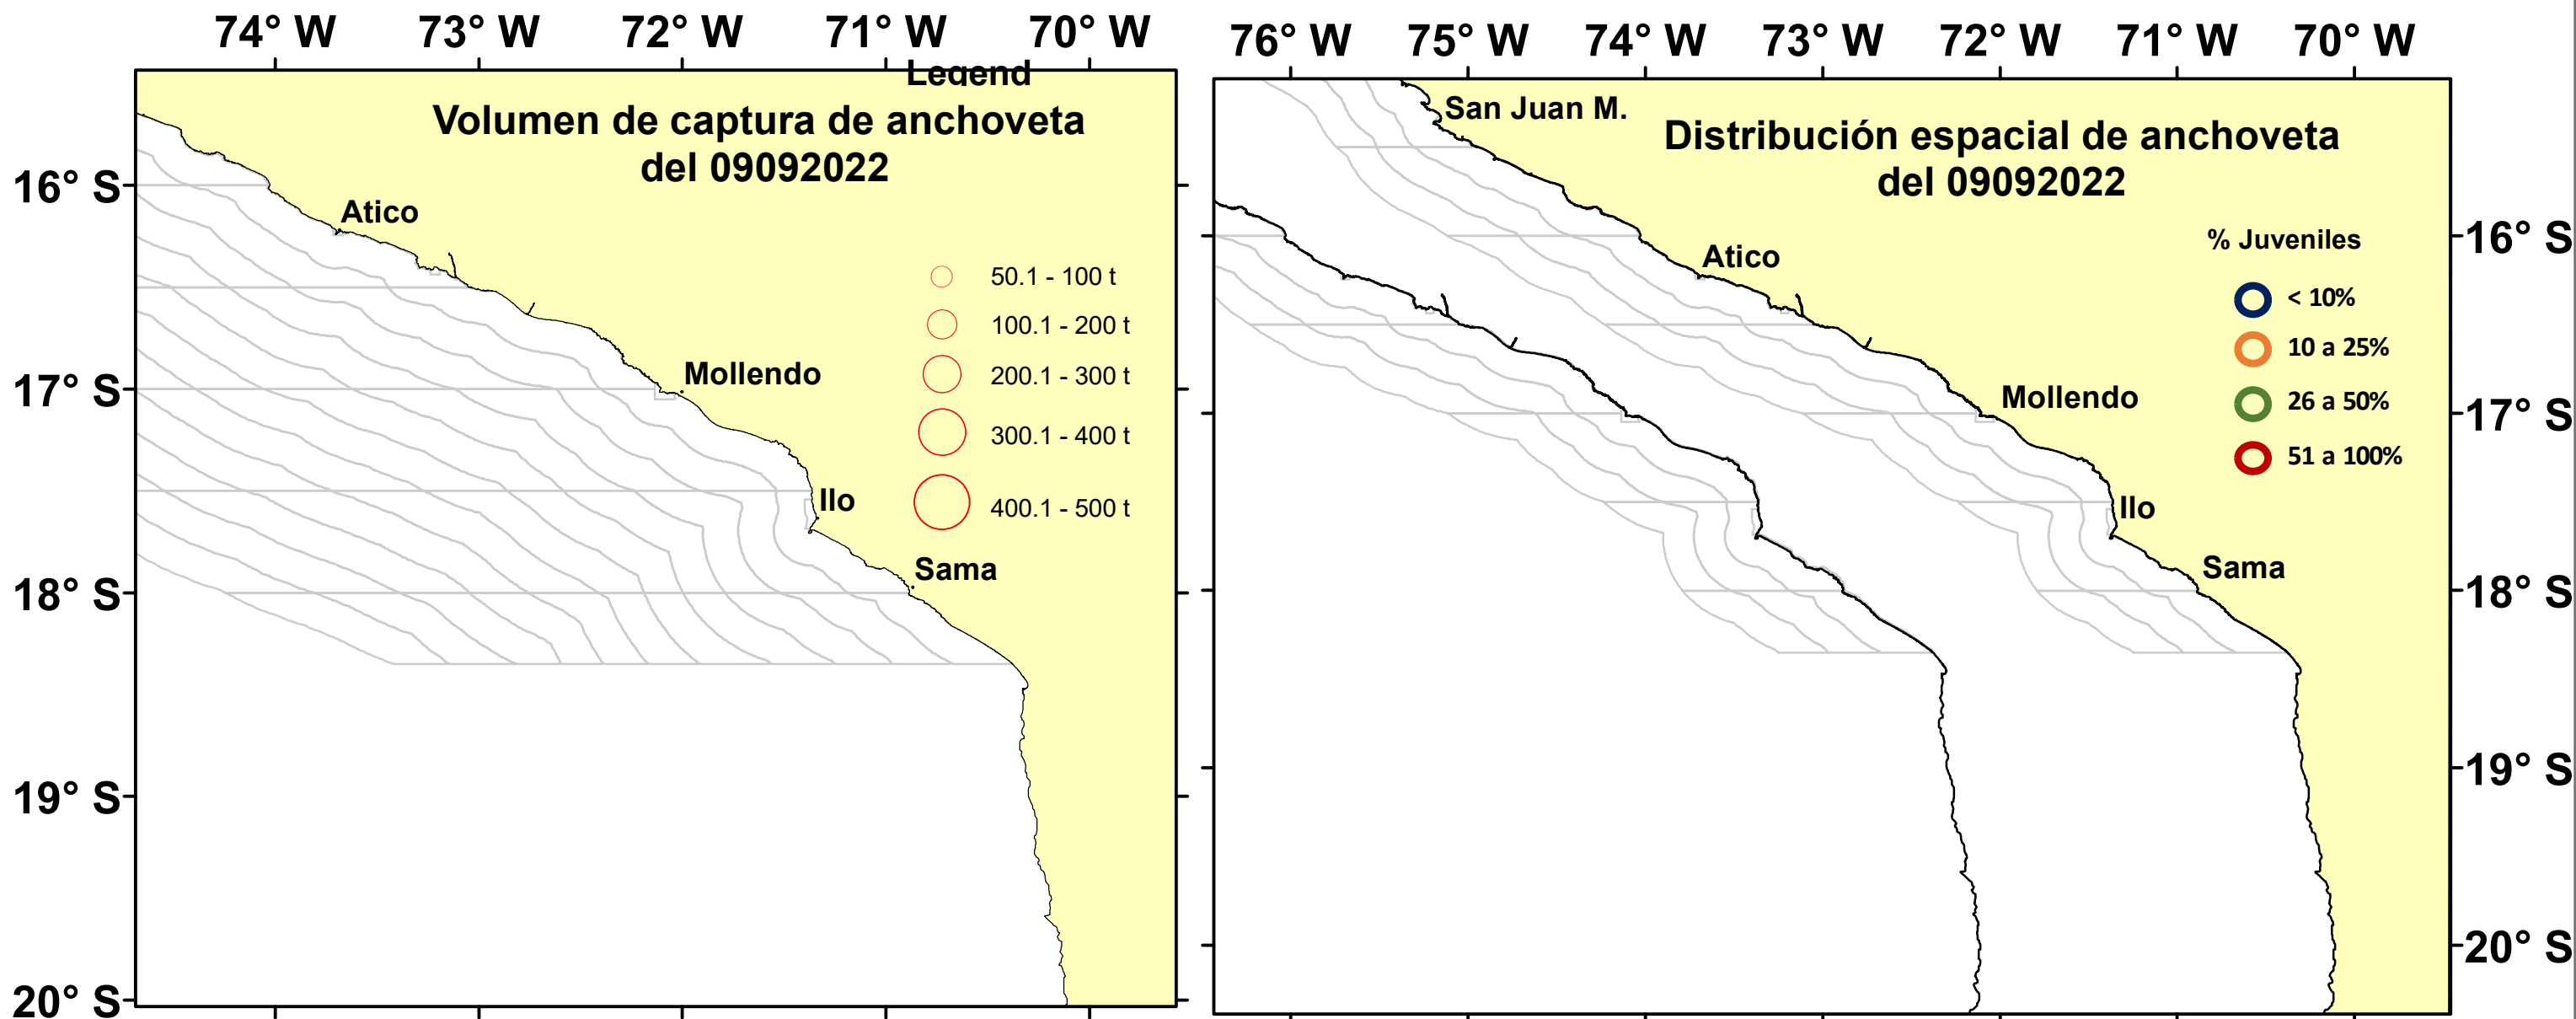 74° W 73° W 72° W 71° W 70° W
Legend
Volumen de captura de anchoveta
del 09092022
16° S
Atico
50.1 - 100 t
100.1 - 200 t
200.1 - 300 t
300.1 - 400 t
400.1 - 500 t
17° S
Mollendo
Ilo
Sama
18° S
19° S
20° S
76° W 75° W 74° W 73° W 72° W 71° W 70° W
San Juan M.
Distribución espacial de anchoveta
del 09092022
% Juveniles
< 10%
10 a 25%
26 a 50%
51 a 100%
16° S
Atico
17° S
Mollendo
Ilo
Sama
18° S
19° S
20° S